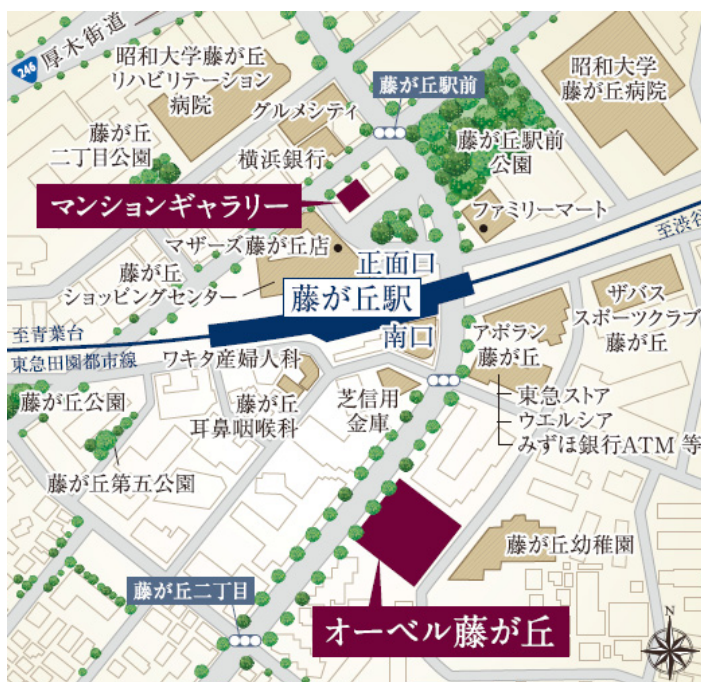 246
厚木街道
昭和大学藤が丘
リハビリテーション
病院
グルメシティ
藤が丘駅前
昭和大学
藤が丘病院
藤が丘
二丁目公園
横浜銀行
藤が丘駅前
公園
マンションギャラリー
ファミリーマート
マザーズ藤が丘店
正面口
至渋谷
藤が丘
ショッピングセンター
藤が丘駅
南口
アポラン
藤が丘
ザバス
スポーツクラブ
藤が丘
至青葉台
東急田園都市線
ワキタ産婦人科
藤が丘公園
藤が丘
耳鼻咽喉科
芝信用
金庫
東急ストア
ウエルシア
みずほ銀行ATM 等
藤が丘第五公園
藤が丘幼稚園
藤が丘二丁目
オーベル藤が丘
N